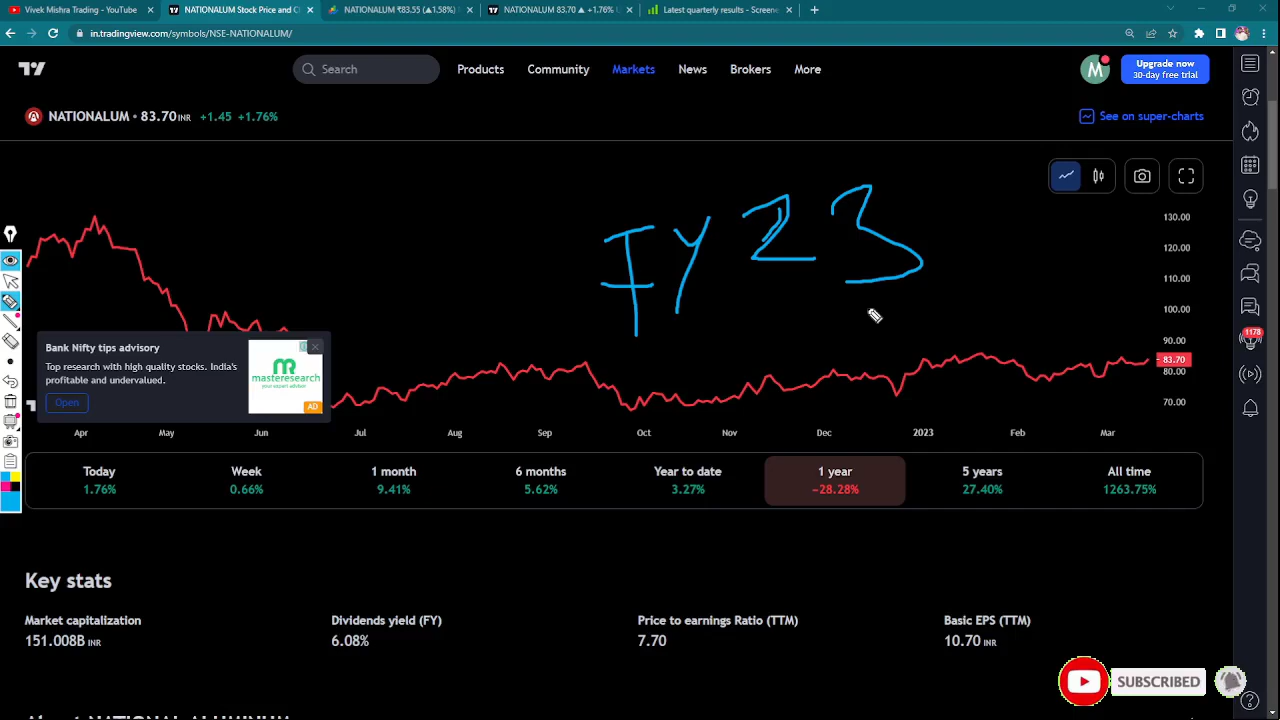 Vivek Mishra Trading - YouTube
NATIONALUM Stock Price and C
NATIONALUM ₹83.55 (▲1.58%)
NATIONALUM 83.70 ▲ +1.76% U
Latest quarterly results - Screene
in.tradingview.com/symbols/NSE-NATIONALUM/
Search
Products
Community
Markets
News
Brokers
More
M
Upgrade now
30-day free trial
NATIONALUM • 83.70 INR +1.45 +1.76%
See on super-charts
FY23
130.00
120.00
110.00
100.00
90.00
83.70
80.00
70.00
1178
Bank Nifty tips advisory
Top research with high quality stocks. India's
profitable and undervalued.
Open
masteresearch
your expert advisor
AD
Apr May Jun Jul Aug Sep Oct Nov Dec 2023 Feb Mar
Today Week 1 month 6 months Year to date 1 year 5 years All time
1.76% 0.66% 9.41% 5.62% 3.27% −28.28% 27.40% 1263.75%
Key stats
Market capitalization Dividends yield (FY) Price to earnings Ratio (TTM) Basic EPS (TTM)
151.008B INR 6.08% 7.70 10.70 INR
SUBSCRIBED